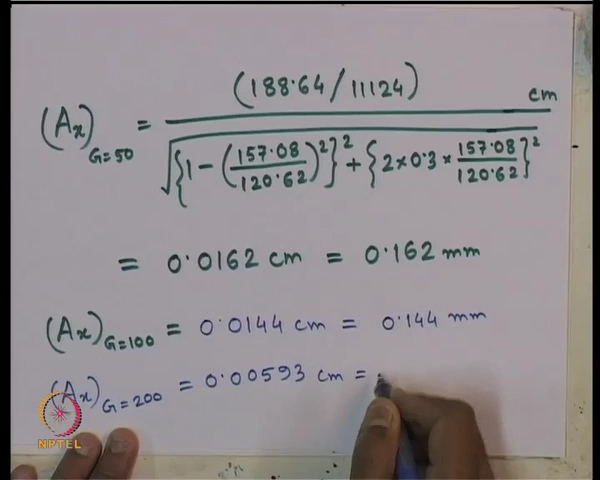 (Ax)G=50 = (188.64/11124) / √{1-(157.08/120.62)²}² + {2×0.3×157.08/120.62}² cm
= 0.0162 cm = 0.162 mm
(Ax)G=100 = 0.0144 cm = 0.144 mm
(Ax)G=200 = 0.00593 cm =
NPTEL